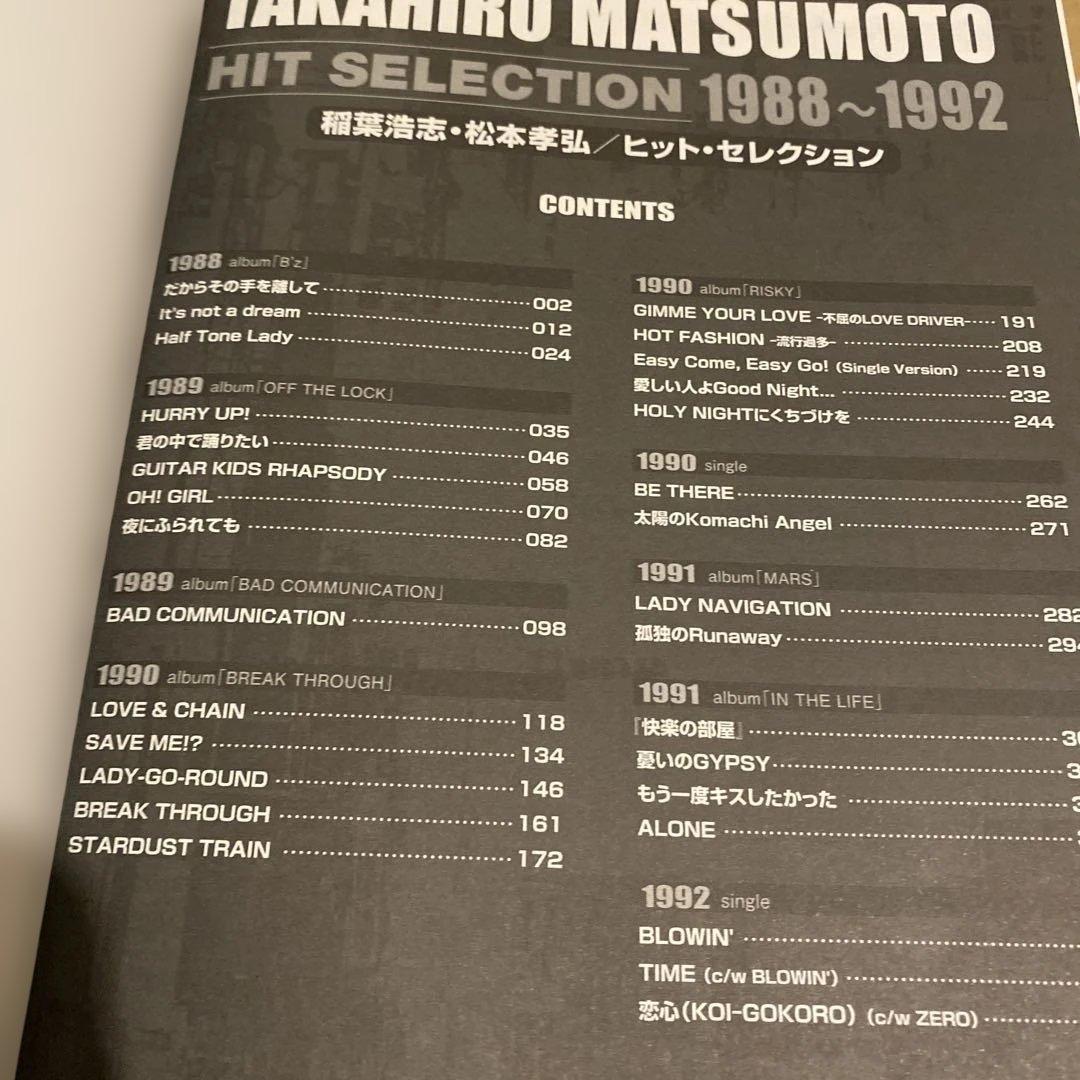 TAKAHIRO MATSUMOTO
HIT SELECTION 1988～1992
稲葉浩志・松本孝弘／ヒット・セレクション
CONTENTS
1988 album「B'z」
だからその手を離して 002
It's not a dream 012
Half Tone Lady 024
1989 album「OFF THE LOCK」
HURRY UP! 035
君の中で踊りたい 046
GUITAR KIDS RHAPSODY 058
OH! GIRL 070
夜にふられても 082
1989 album「BAD COMMUNICATION」
BAD COMMUNICATION 098
1990 album「BREAK THROUGH」
LOVE & CHAIN 118
SAVE ME!? 134
LADY-GO-ROUND 146
BREAK THROUGH 161
STARDUST TRAIN 172
1990 album「RISKY」
GIMME YOUR LOVE -不屈のLOVE DRIVER- 191
HOT FASHION -流行過多- 208
Easy Come, Easy Go! (Single Version) 219
愛しい人よGood Night... 232
HOLY NIGHTにくちづけを 244
1990 single
BE THERE 262
太陽のKomachi Angel 271
1991 album「MARS」
LADY NAVIGATION 282
孤独のRunaway 294
1991 album「IN THE LIFE」
『快楽の部屋』
憂いのGYPSY
もう一度キスしたかった
ALONE
1992 single
BLOWIN'
TIME (c/w BLOWIN')
恋心(KOI-GOKORO) (c/w ZERO)